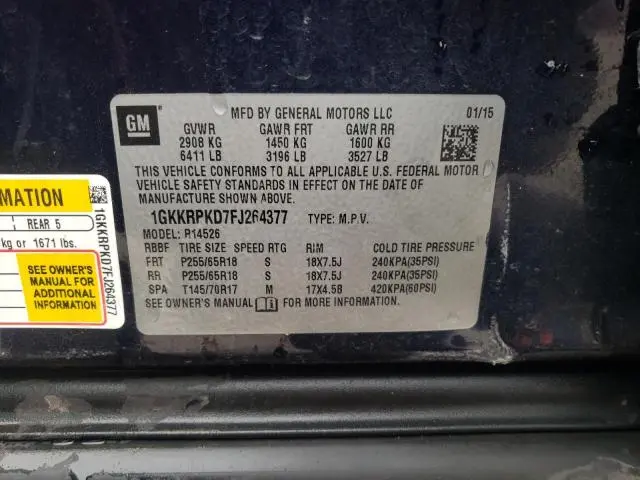 GM
MFD BY GENERAL MOTORS LLC 01/15
GVWR GAWR FRT GAWR RR
2908 KG 1450 KG 1600 KG
6411 LB 3196 LB 3527 LB
THIS VEHICLE CONFORMS TO ALL APPLICABLE U.S. FEDERAL MOTOR
VEHICLE SAFETY STANDARDS IN EFFECT ON THE DATE OF
MANUFACTURE SHOWN ABOVE.
1GKKRPKD7FJ264377 TYPE: M.P.V.
MODEL: R14526
RBBF TIRE SIZE SPEED RTG RIM COLD TIRE PRESSURE
FRT P255/65R18 S 18X7.5J 240KPA(35PSI)
RR P255/65R18 S 18X7.5J 240KPA(35PSI)
SPA T145/70R17 M 17X4.5B 420KPA(60PSI)
SEE OWNER'S MANUAL FOR MORE INFORMATION.
MATION
REAR 5
kg or 1671 lbs.
SEE OWNER'S
MANUAL FOR
ADDITIONAL
INFORMATION
1GKKRPKD7FJ264377